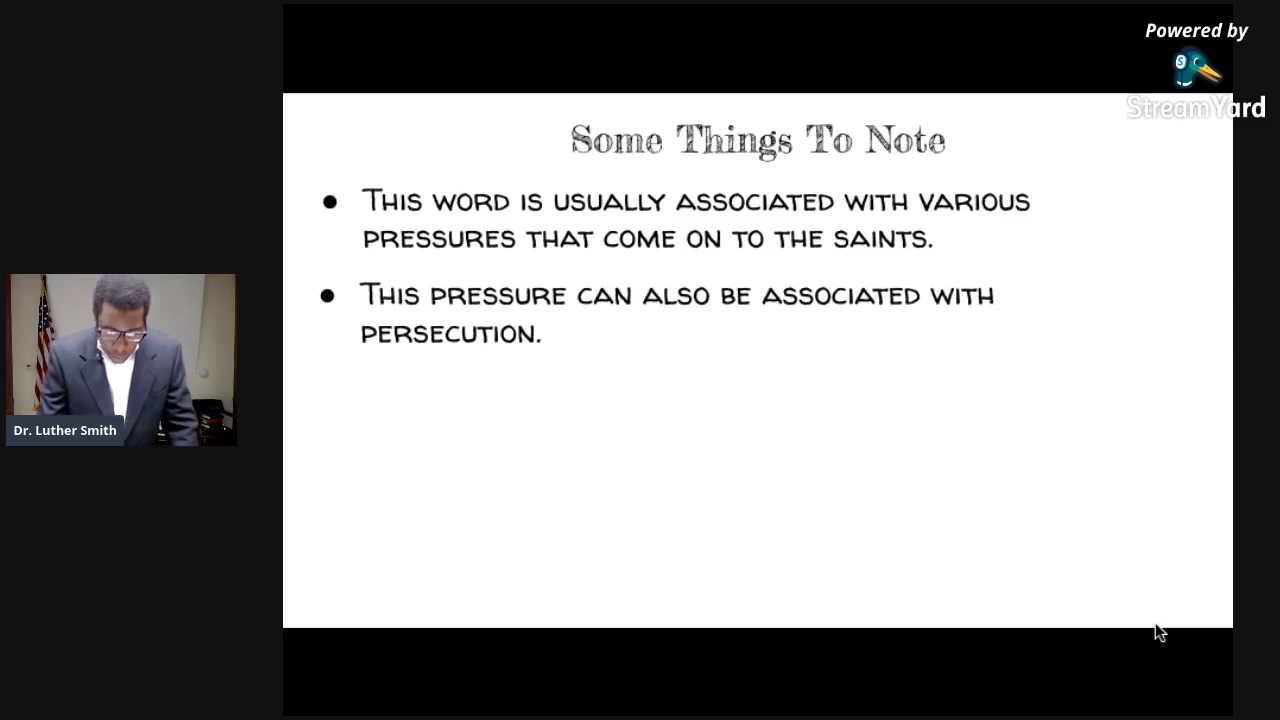 Powered by
StreamYard
Some Things To Note
● This word is usually associated with various
pressures that come on to the saints.
● This pressure can also be associated with
persecution.
Dr. Luther Smith